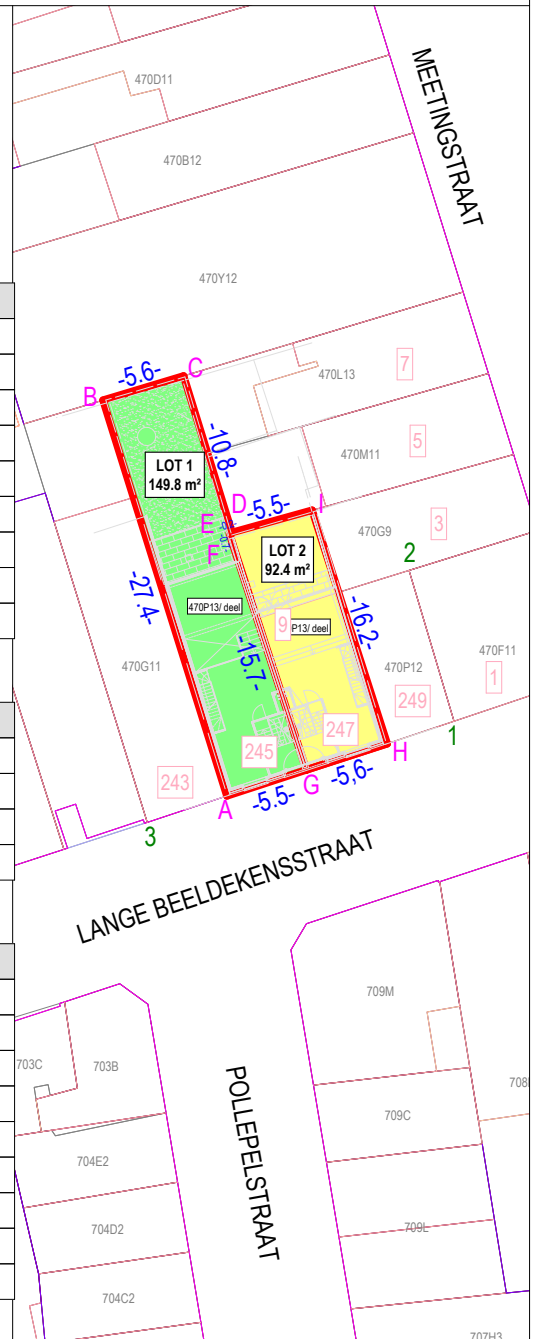 MEETINGSTRAAT
470D11
470B12
470Y12
470L13
7
B
-5.6-
C
470M11
5
LOT 1
149.8 m²
-10.8-
D
-5.5-
I
E
F
470G9
3
2
LOT 2
92.4 m²
-27.4-
470P13/ deel
9
P13/ deel
-15.7-
-16.2-
470G11
470P12
470F11
1
249
247
245
243
H
1
G
A
-5.5-
-5,6-
3
LANGE BEELDEKENSSTRAAT
709M
703C
703B
708
POLLEPELSTRAAT
709C
704E2
704D2
709L
704C2
707H3